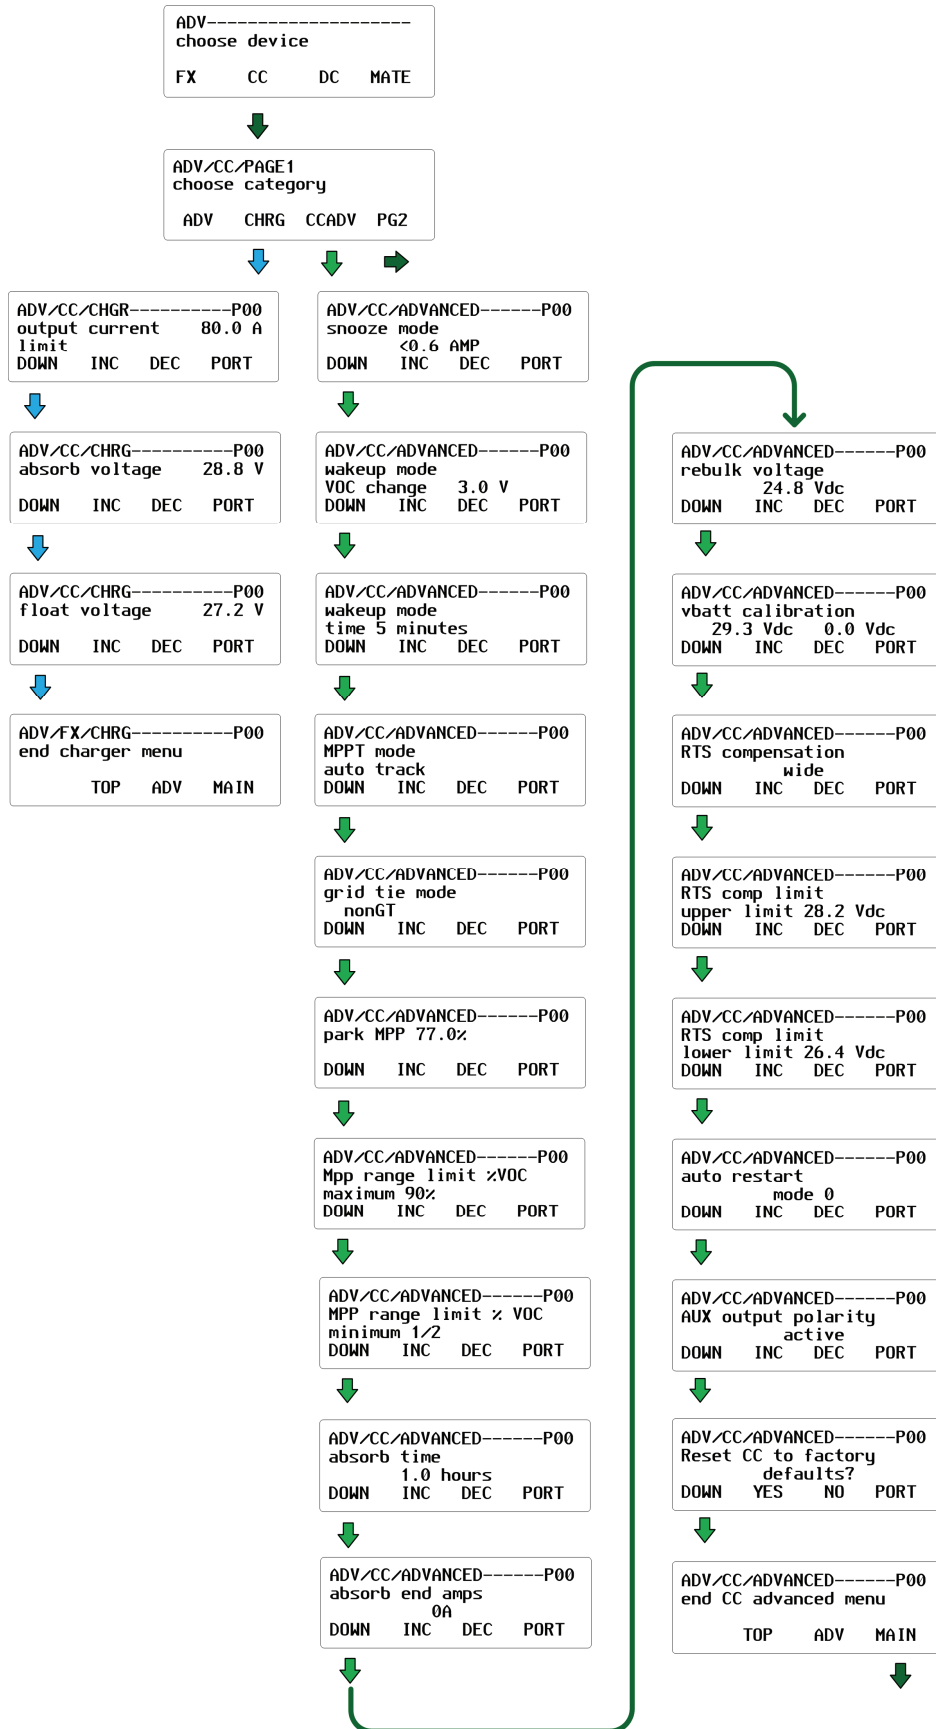 ADV--------------------
choose device
FX CC DC MATE
ADV/CC/PAGE1
choose category
ADV CHRG CCADV PG2
ADV/CC/CHGR----------P00
output current 80.0 A
limit
DOWN INC DEC PORT
ADV/CC/CHRG----------P00
absorb voltage 28.8 V
DOWN INC DEC PORT
ADV/CC/CHRG----------P00
float voltage 27.2 V
DOWN INC DEC PORT
ADV/FX/CHRG----------P00
end charger menu
TOP ADV MAIN
ADV/CC/ADVANCED------P00
snooze mode
<0.6 AMP
DOWN INC DEC PORT
ADV/CC/ADVANCED------P00
wakeup mode
VOC change 3.0 V
DOWN INC DEC PORT
ADV/CC/ADVANCED------P00
wakeup mode
time 5 minutes
DOWN INC DEC PORT
ADV/CC/ADVANCED------P00
MPPT mode
auto track
DOWN INC DEC PORT
ADV/CC/ADVANCED------P00
grid tie mode
nonGT
DOWN INC DEC PORT
ADV/CC/ADVANCED------P00
park MPP 77.0%
DOWN INC DEC PORT
ADV/CC/ADVANCED------P00
Mpp range limit %VOC
maximum 90%
DOWN INC DEC PORT
ADV/CC/ADVANCED------P00
MPP range limit % VOC
minimum 1/2
DOWN INC DEC PORT
ADV/CC/ADVANCED------P00
absorb time
1.0 hours
DOWN INC DEC PORT
ADV/CC/ADVANCED------P00
absorb end amps
0A
DOWN INC DEC PORT
ADV/CC/ADVANCED------P00
rebulk voltage
24.8 Vdc
DOWN INC DEC PORT
ADV/CC/ADVANCED------P00
vbatt calibration
29.3 Vdc 0.0 Vdc
DOWN INC DEC PORT
ADV/CC/ADVANCED------P00
RTS compensation
wide
DOWN INC DEC PORT
ADV/CC/ADVANCED------P00
RTS comp limit
upper limit 28.2 Vdc
DOWN INC DEC PORT
ADV/CC/ADVANCED------P00
RTS comp limit
lower limit 26.4 Vdc
DOWN INC DEC PORT
ADV/CC/ADVANCED------P00
auto restart
mode 0
DOWN INC DEC PORT
ADV/CC/ADVANCED------P00
AUX output polarity
active
DOWN INC DEC PORT
ADV/CC/ADVANCED------P00
Reset CC to factory
defaults?
DOWN YES NO PORT
ADV/CC/ADVANCED------P00
end CC advanced menu
TOP ADV MAIN